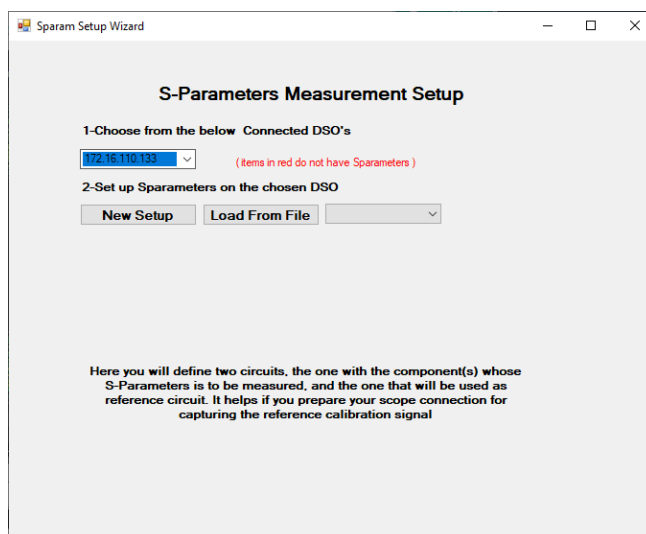 Sparam Setup Wizard
S-Parameters Measurement Setup
1-Choose from the below Connected DSO's
172.16.110.133
( items in red do not have Sparameters )
2-Set up Sparameters on the chosen DSO
New Setup
Load From File
Here you will define two circuits, the one with the component(s) whose
S-Parameters is to be measured, and the one that will be used as
reference circuit. It helps if you prepare your scope connection for
capturing the reference calibration signal